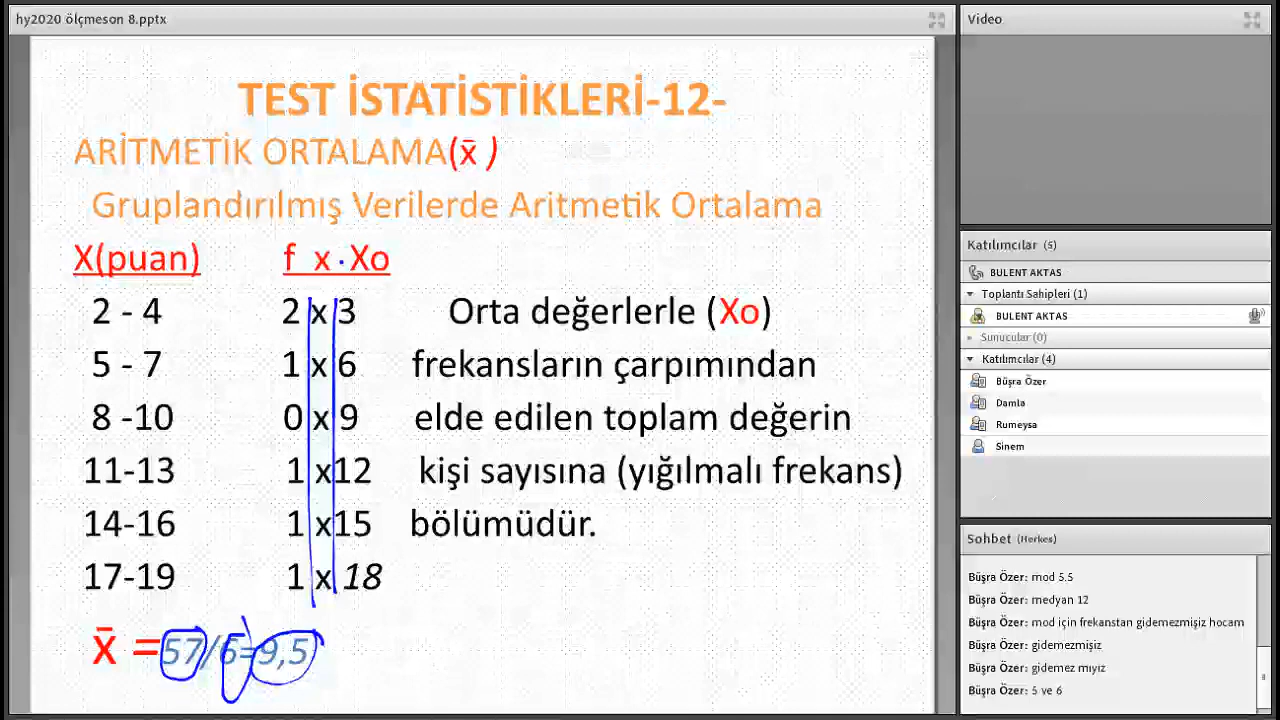 hy2020 ölçmeson 8.pptx
TEST İSTATİSTİKLERİ-12-
ARİTMETİK ORTALAMA(x̄ )
Gruplandırılmış Verilerde Aritmetik Ortalama
X(puan) f x · Xo
2 - 4 2 x 3 Orta değerlerle (Xo)
5 - 7 1 x 6 frekansların çarpımından
8 -10 0 x 9 elde edilen toplam değerin
11-13 1 x12 kişi sayısına (yığılmalı frekans)
14-16 1 x15 bölümüdür.
17-19 1 x 18
x̄ =57/6=9,5
Video
Katılımcılar (5)
BULENT AKTAS
Toplantı Sahipleri (1)
BULENT AKTAS
Sunucular (0)
Katılımcılar (4)
Büşra Özer
Damla
Rumeysa
Sinem
Sohbet (Herkes)
Büşra Özer: mod 5.5
Büşra Özer: medyan 12
Büşra Özer: mod için frekanstan gidemezmişiz hocam
Büşra Özer: gidemezmişiz
Büşra Özer: gidemez mıyız
Büşra Özer: 5 ve 6